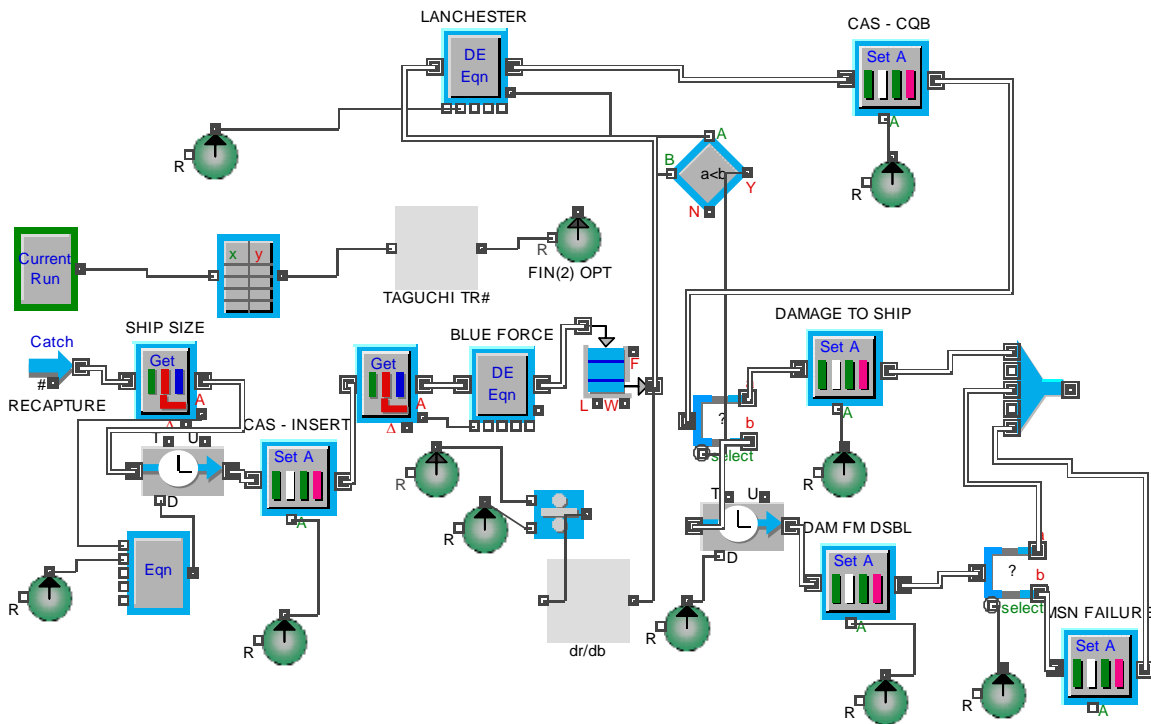 LANCHESTER
CAS - CQB
DE
Eqn
Set A
A
R
A
B
a<b
Y
N
R
Current
Run
x y
TAGUCHI TR#
R
FIN(2) OPT
SHIP SIZE
BLUE FORCE
DAMAGE TO SHIP
Catch
#
RECAPTURE
Get
A
Δ
Get
A
Δ
DE
Eqn
F
L W
Set A
A
R
?
b
select
T U
D
CAS - INSERT
Set A
A
R
R
R
Eqn
R
dr/db
T U
D
R
DAM FM DSBL
Set A
A
R
?
a
b
select
R
MSN FAILURE
Set A
A